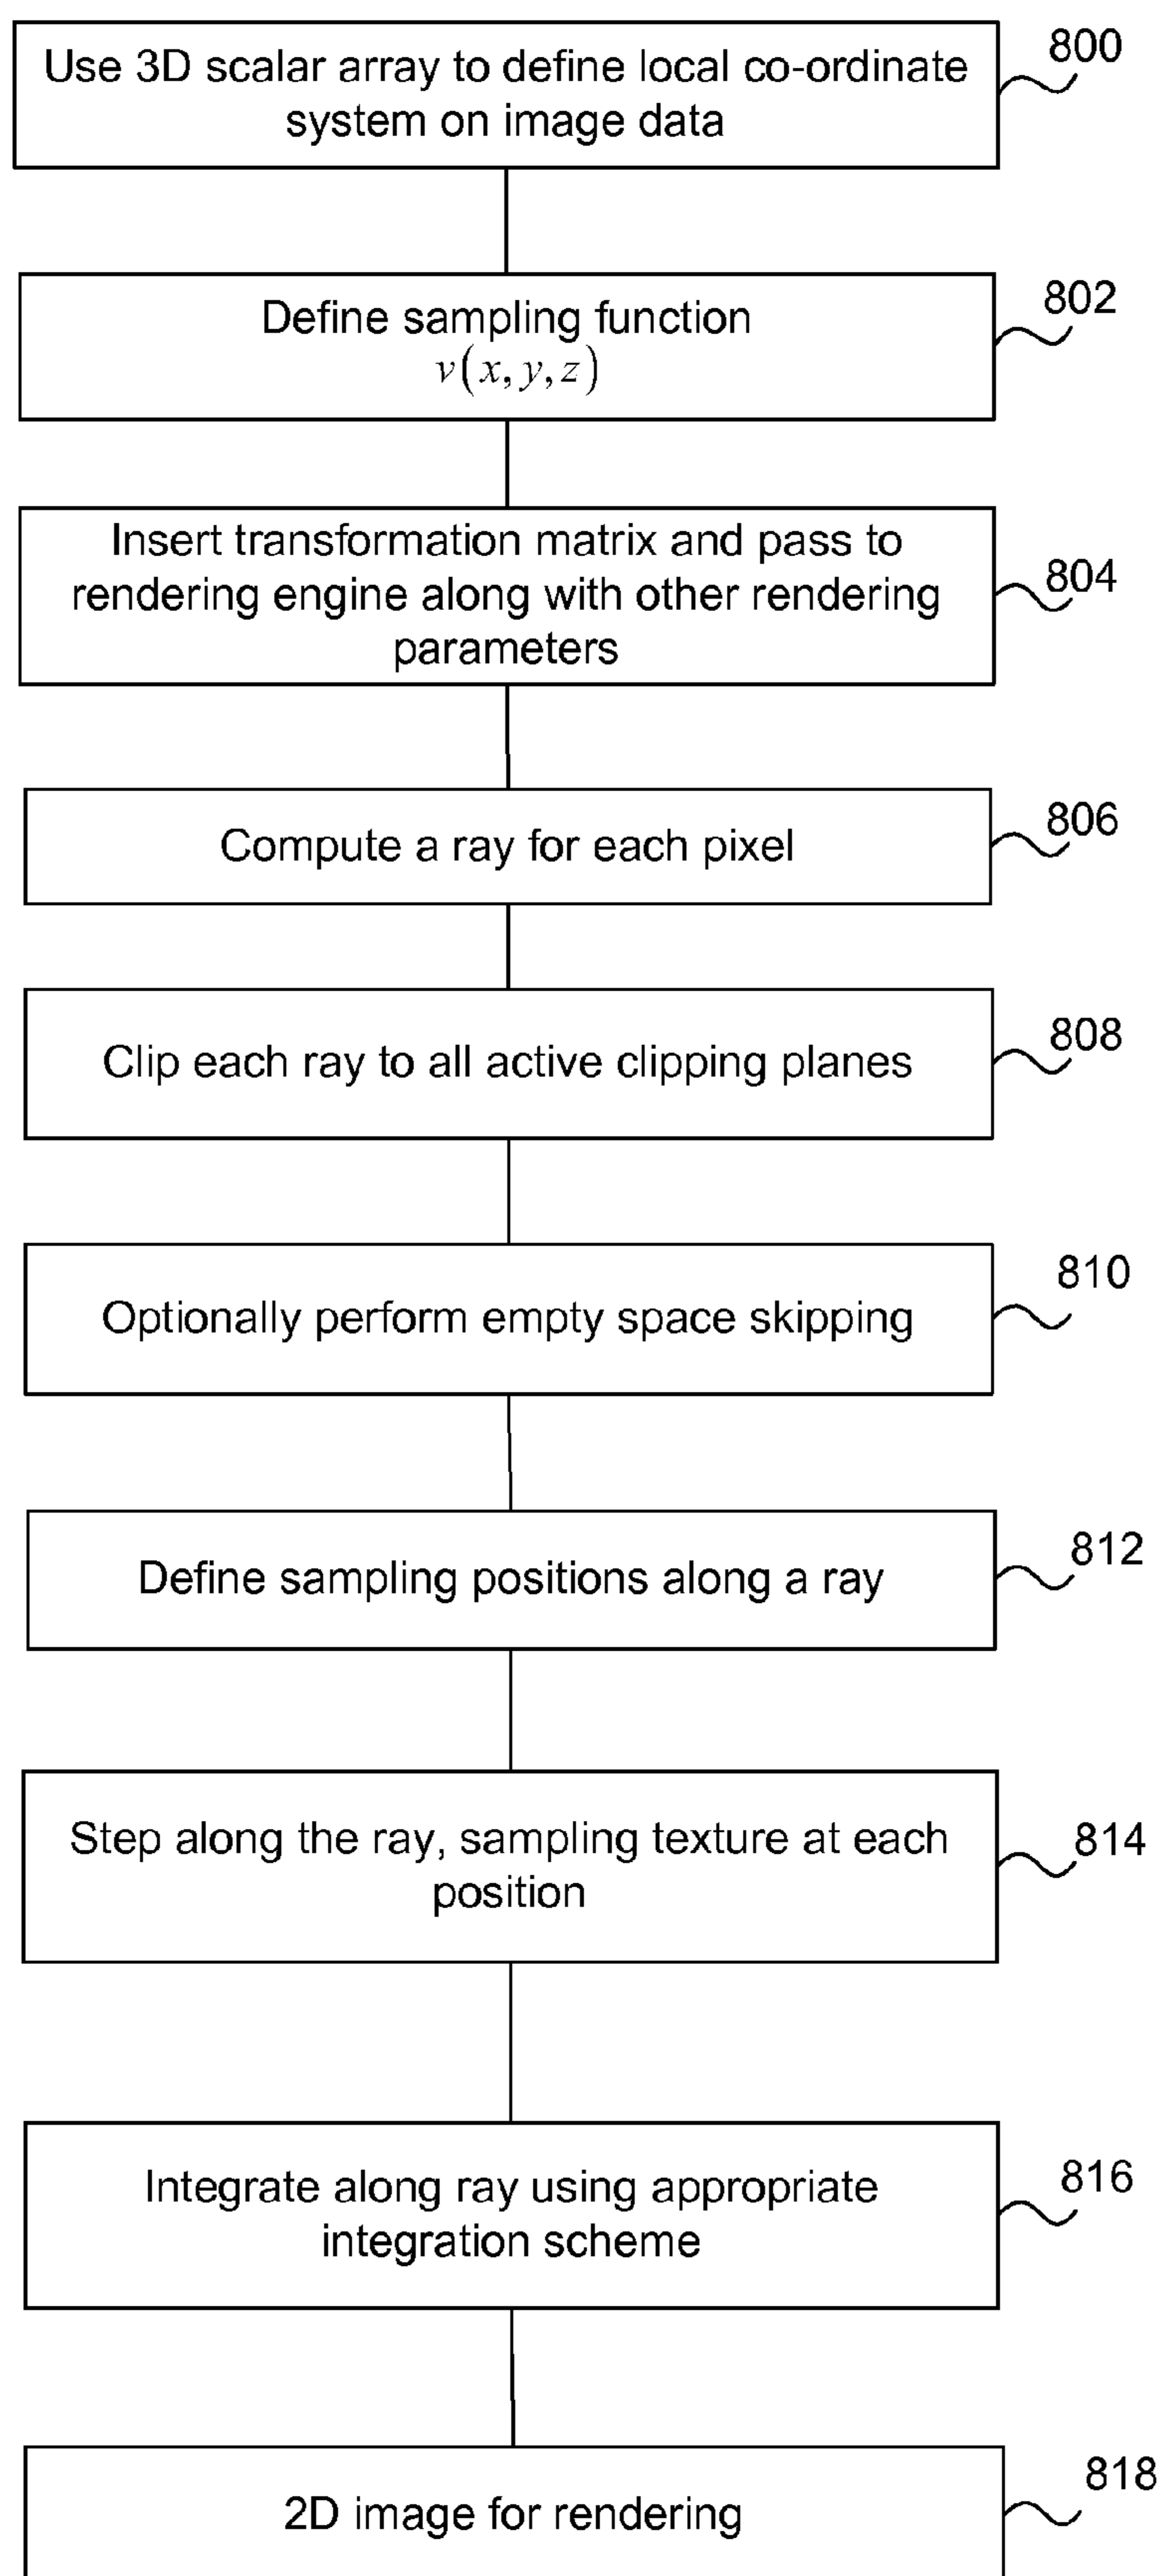 Use 3D scalar array to define local co-ordinate
system on image data
800
Define sampling function
v(x, y, z)
802
Insert transformation matrix and pass to
rendering engine along with other rendering
parameters
804
Compute a ray for each pixel
806
Clip each ray to all active clipping planes
808
Optionally perform empty space skipping
810
Define sampling positions along a ray
812
Step along the ray, sampling texture at each
position
814
Integrate along ray using appropriate
integration scheme
816
2D image for rendering
818